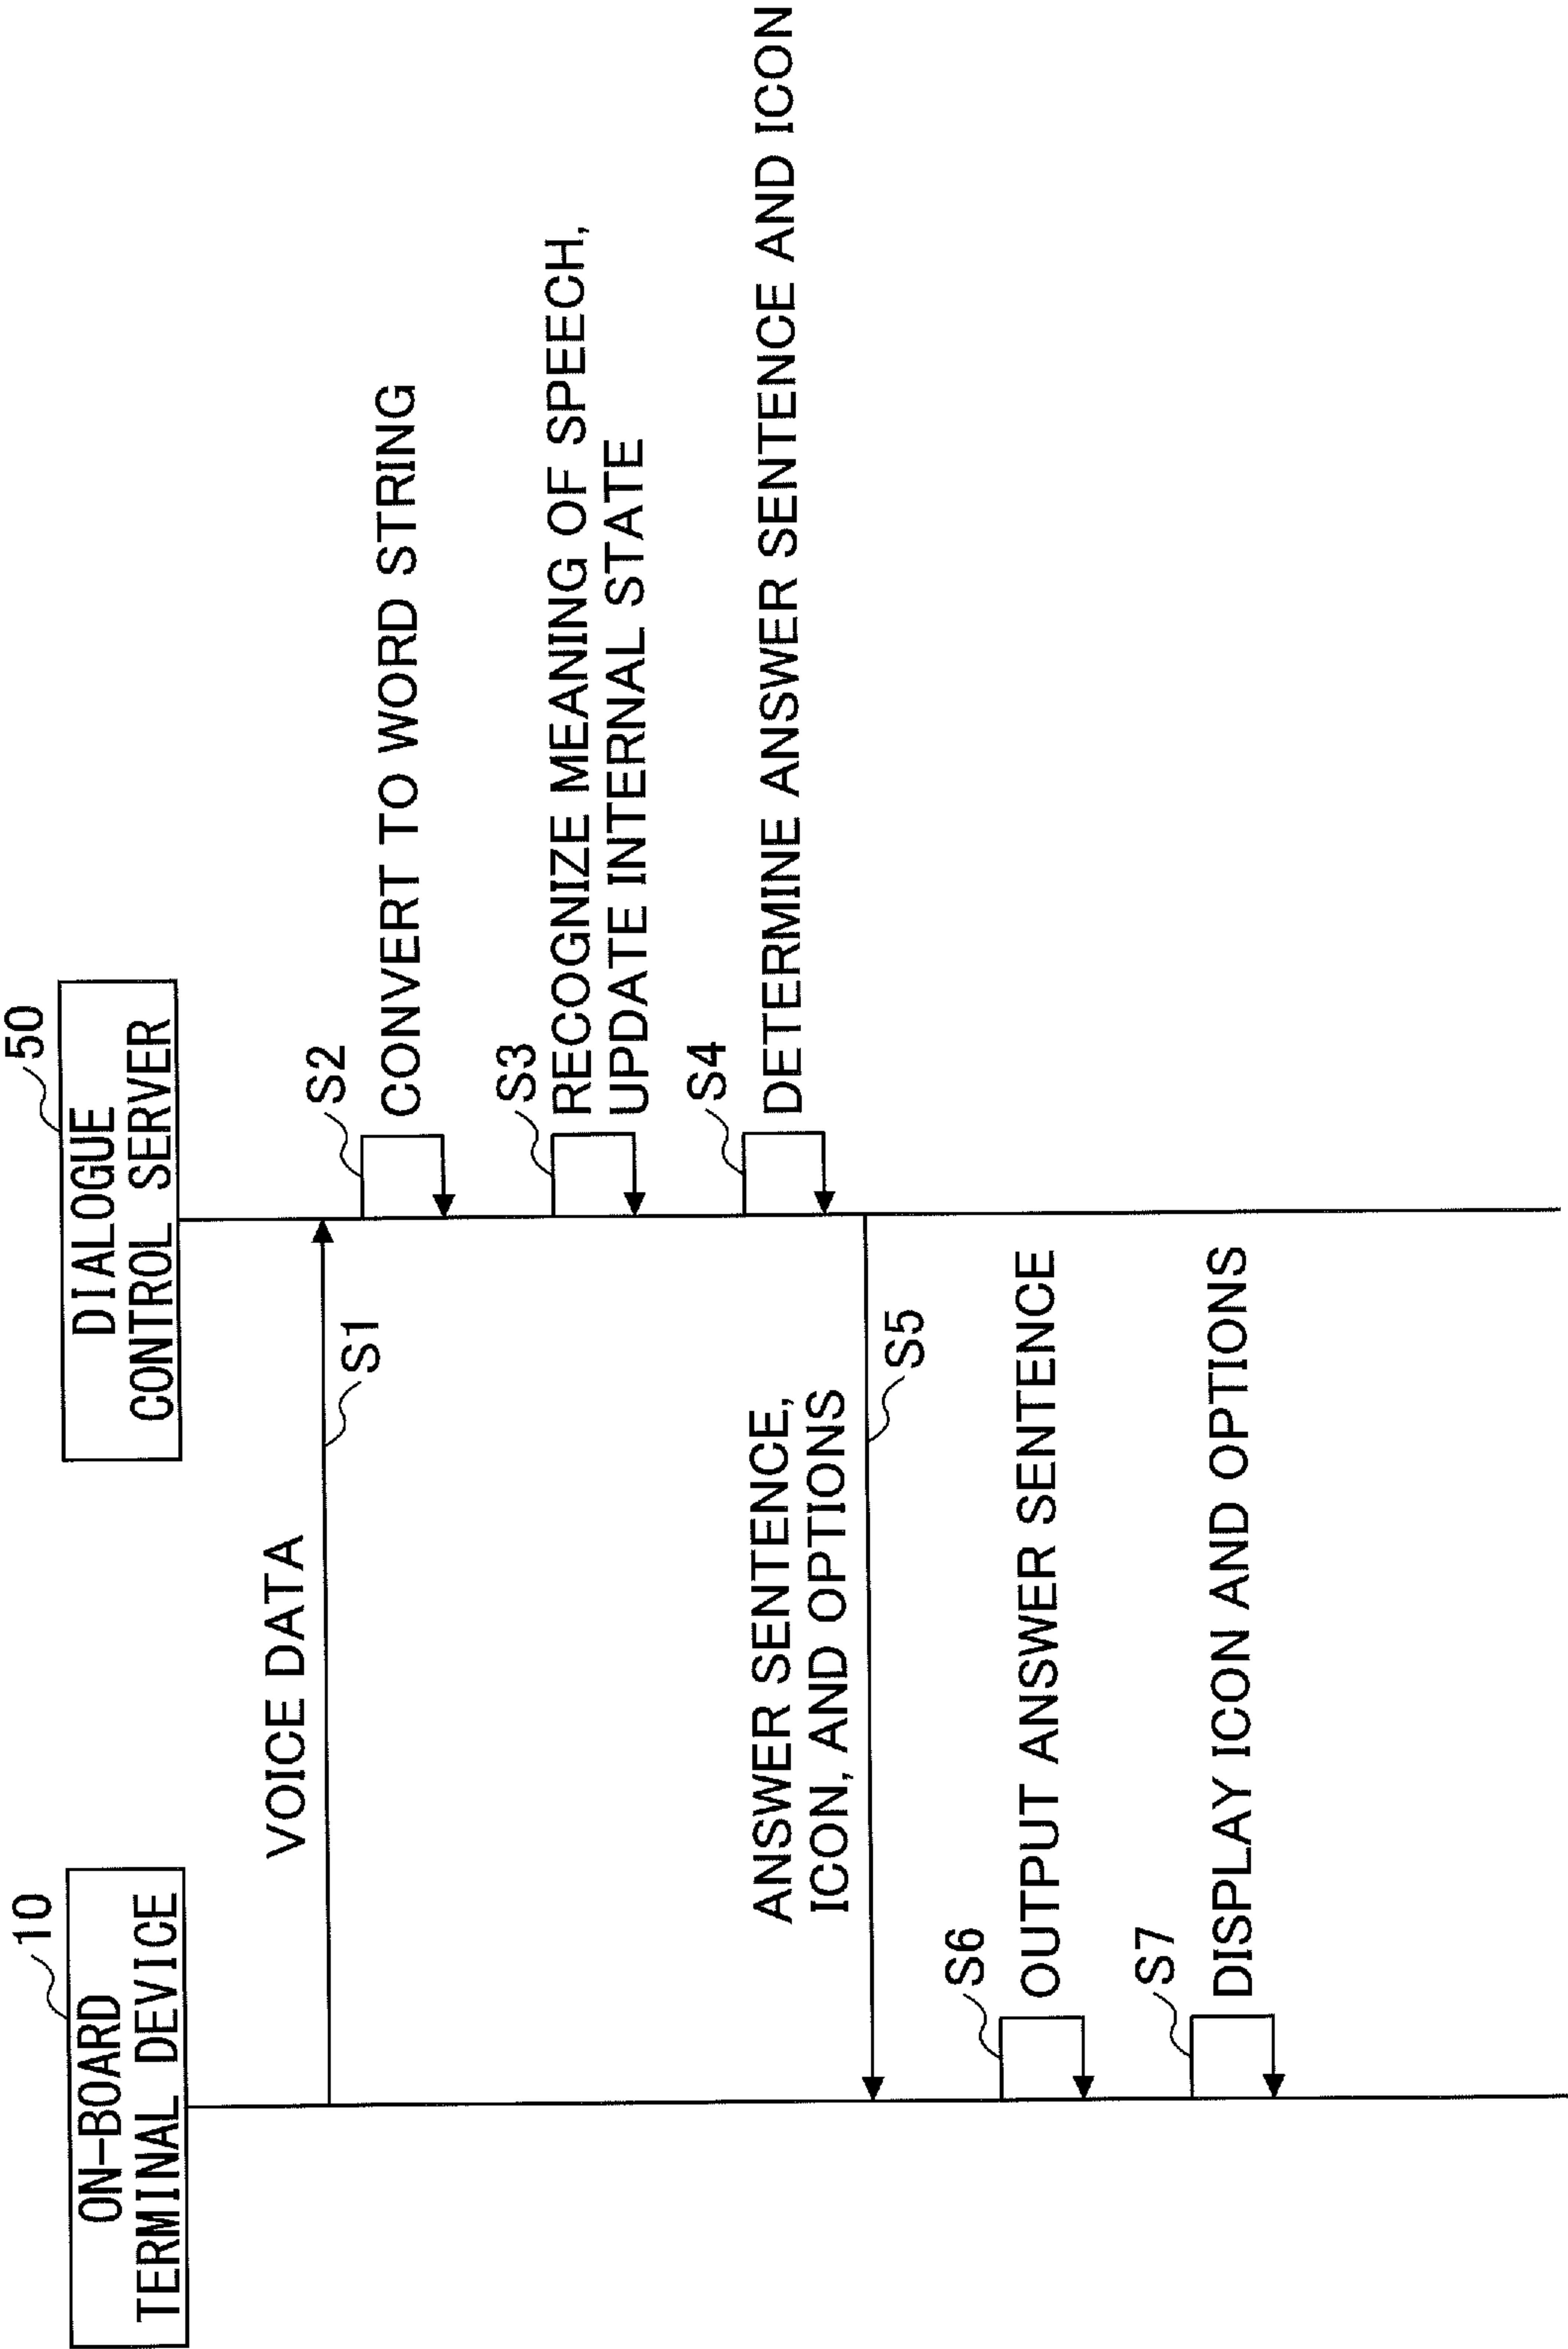 10
ON-BOARD
TERMINAL DEVICE
50
DIALOGUE
CONTROL SERVER
VOICE DATA
S1
S2
CONVERT TO WORD STRING
S3
RECOGNIZE MEANING OF SPEECH,
UPDATE INTERNAL STATE
S4
DETERMINE ANSWER SENTENCE AND ICON
ANSWER SENTENCE,
ICON, AND OPTIONS
S5
S6
OUTPUT ANSWER SENTENCE
S7
DISPLAY ICON AND OPTIONS